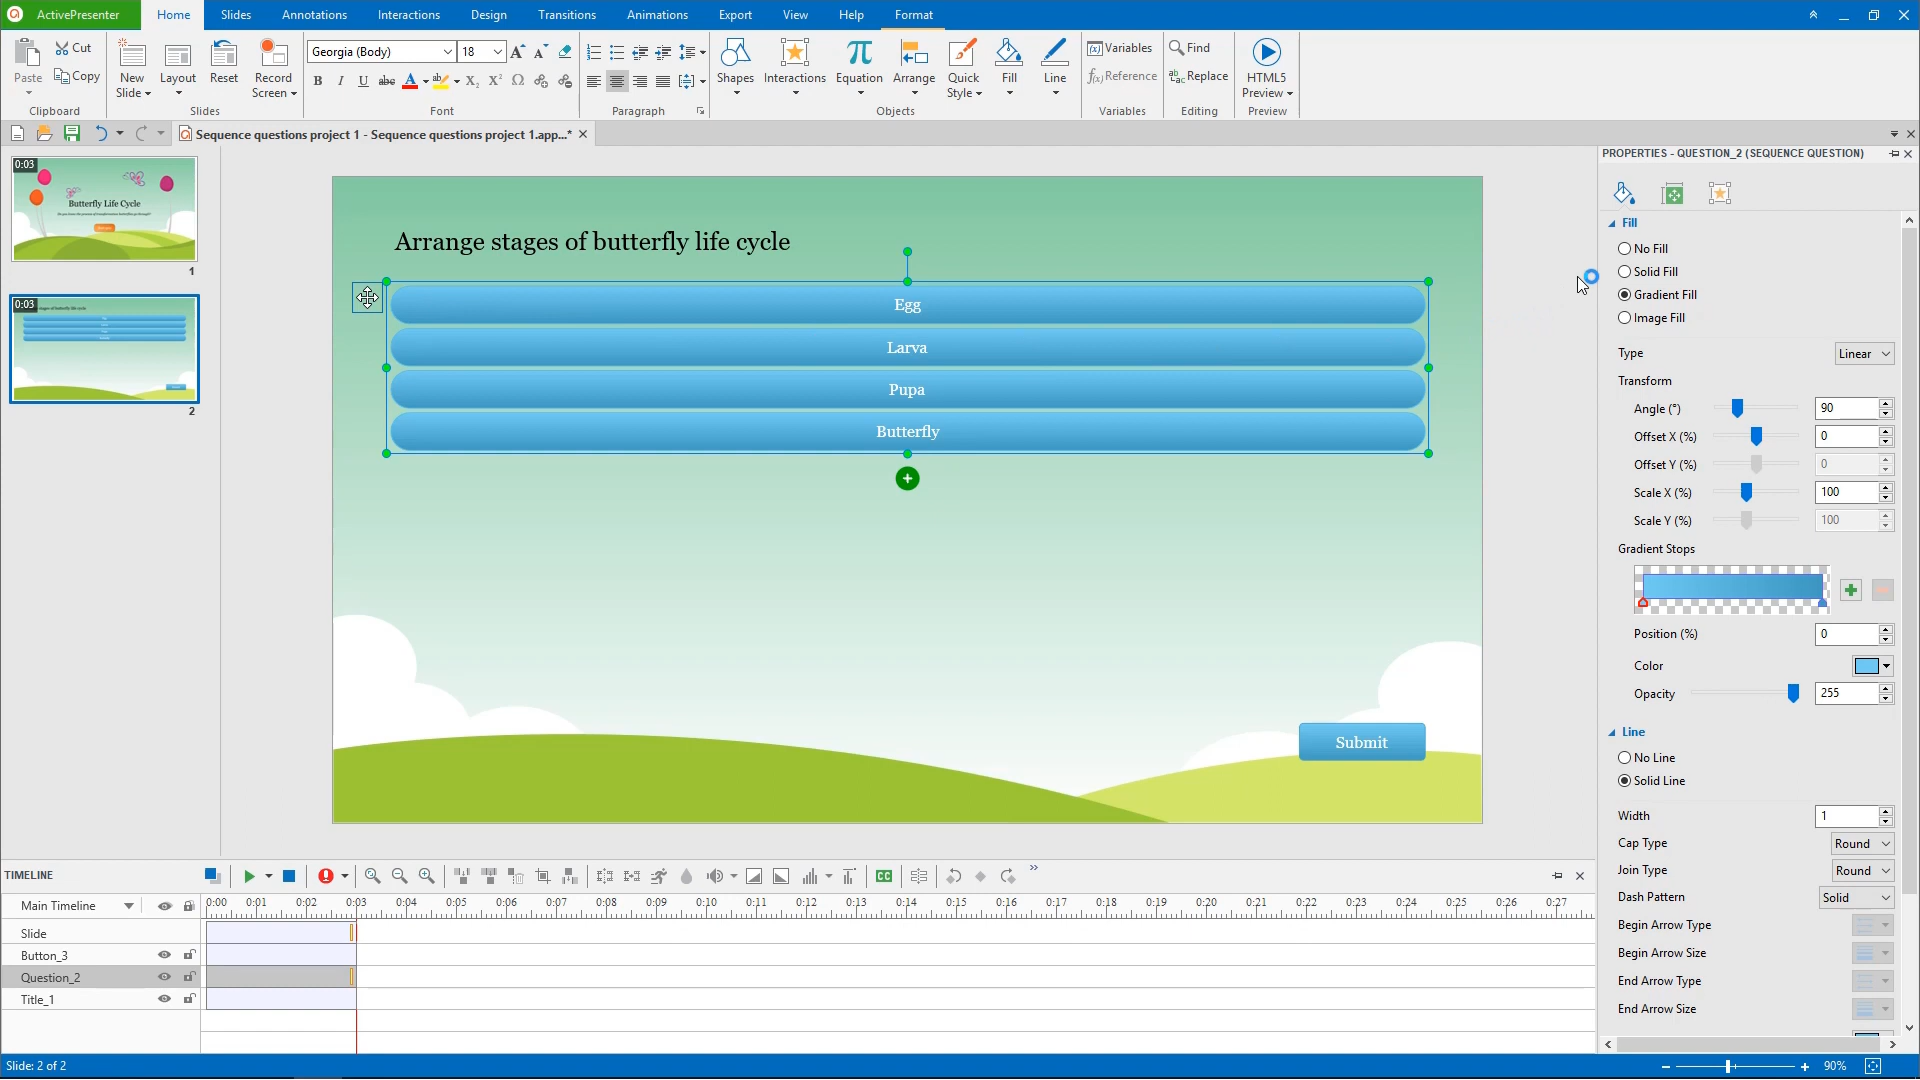 ActivePresenter Home Slides Annotations Interactions Design Transitions Animations Export View Help Format
Paste Cut Copy Clipboard
New Slide Layout Reset Record Screen Slides
Georgia (Body) 18 B I U abc Font
Paragraph
Shapes Interactions Equation Arrange Quick Style Fill Line Objects
(x) Variables f(x) Reference Variables
Find Replace Editing
HTML5 Preview Preview
Sequence questions project 1 - Sequence questions project 1.app...*
0:03
Butterfly Life Cycle
1
0:03
2
Arrange stages of butterfly life cycle
Egg
Larva
Pupa
Butterfly
Submit
PROPERTIES - QUESTION_2 (SEQUENCE QUESTION)
Fill
No Fill
Solid Fill
Gradient Fill
Image Fill
Type Linear
Transform
Angle (°) 90
Offset X (%) 0
Offset Y (%) 0
Scale X (%) 100
Scale Y (%) 100
Gradient Stops
Position (%) 0
Color
Opacity 255
Line
No Line
Solid Line
Width 1
Cap Type Round
Join Type Round
Dash Pattern Solid
Begin Arrow Type
Begin Arrow Size
End Arrow Type
End Arrow Size
TIMELINE
CC
Main Timeline 0:00 0:01 0:02 0:03 0:04 0:05 0:06 0:07 0:08 0:09 0:10 0:11 0:12 0:13 0:14 0:15 0:16 0:17 0:18 0:19 0:20 0:21 0:22 0:23 0:24 0:25 0:26 0:27
Slide
Button_3
Question_2
Title_1
Slide: 2 of 2 90%